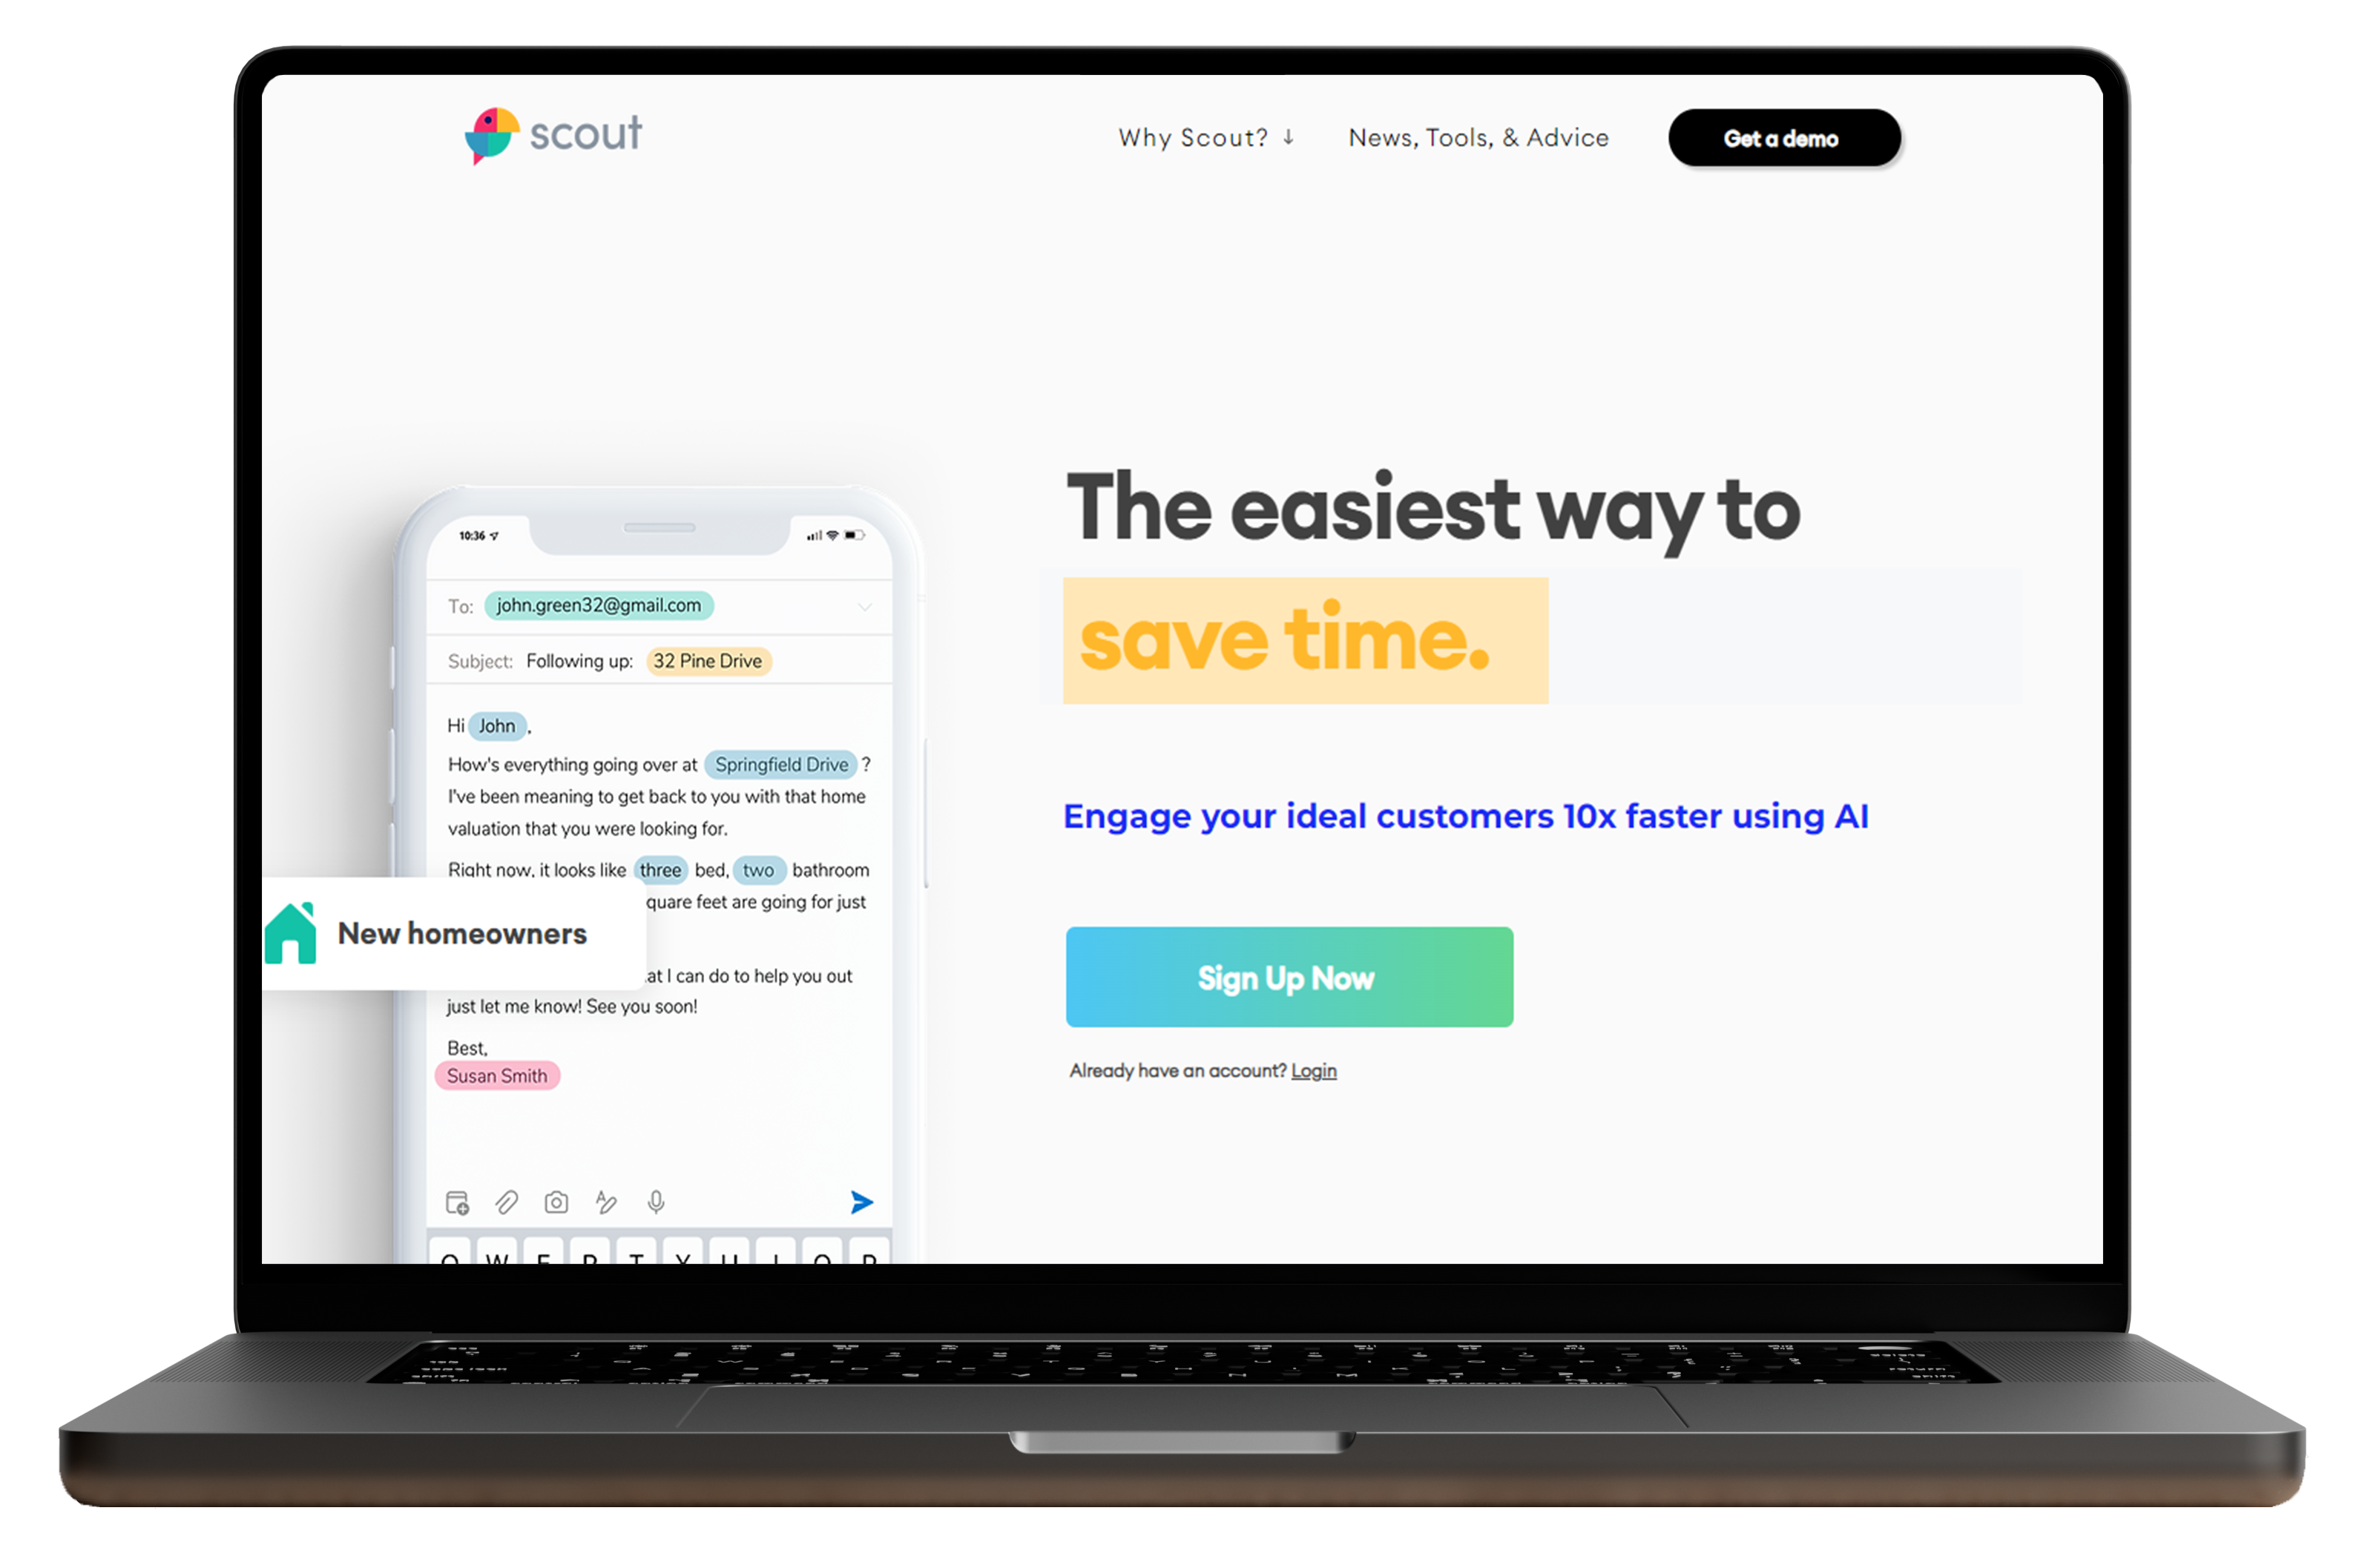 scout
Why Scout? ↓
News, Tools, & Advice
Get a demo
The easiest way to
save time.
Engage your ideal customers 10x faster using AI
Sign Up Now
Already have an account? Login
10:36
To: john.green32@gmail.com
Subject: Following up: 32 Pine Drive
Hi John,
How's everything going over at Springfield Drive ?
I've been meaning to get back to you with that home
valuation that you were looking for.
Right now, it looks like three bed, two bathroom
quare feet are going for just
New homeowners
at I can do to help you out
just let me know! See you soon!
Best,
Susan Smith
Q W E R T Y U I O P